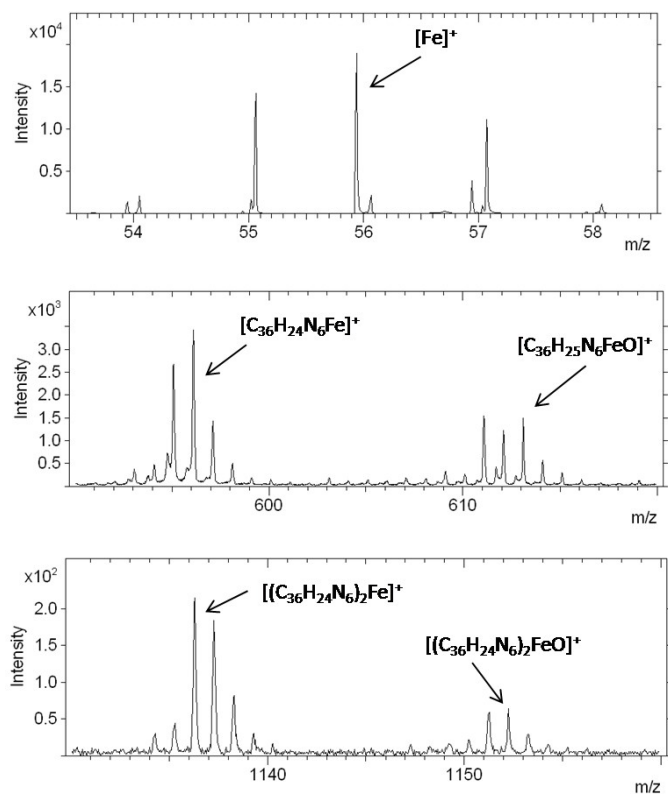 x10⁴
[Fe]⁺
1.5
1.0
0.5
Intensity
54 55 56 57 58
m/z
x10³
[C₃₆H₂₄N₆Fe]⁺
[C₃₆H₂₅N₆FeO]⁺
3.0
2.5
2.0
1.5
1.0
0.5
Intensity
600 610
m/z
x10²
[(C₃₆H₂₄N₆)₂Fe]⁺
[(C₃₆H₂₄N₆)₂FeO]⁺
2.0
1.5
1.0
0.5
Intensity
1140 1150
m/z